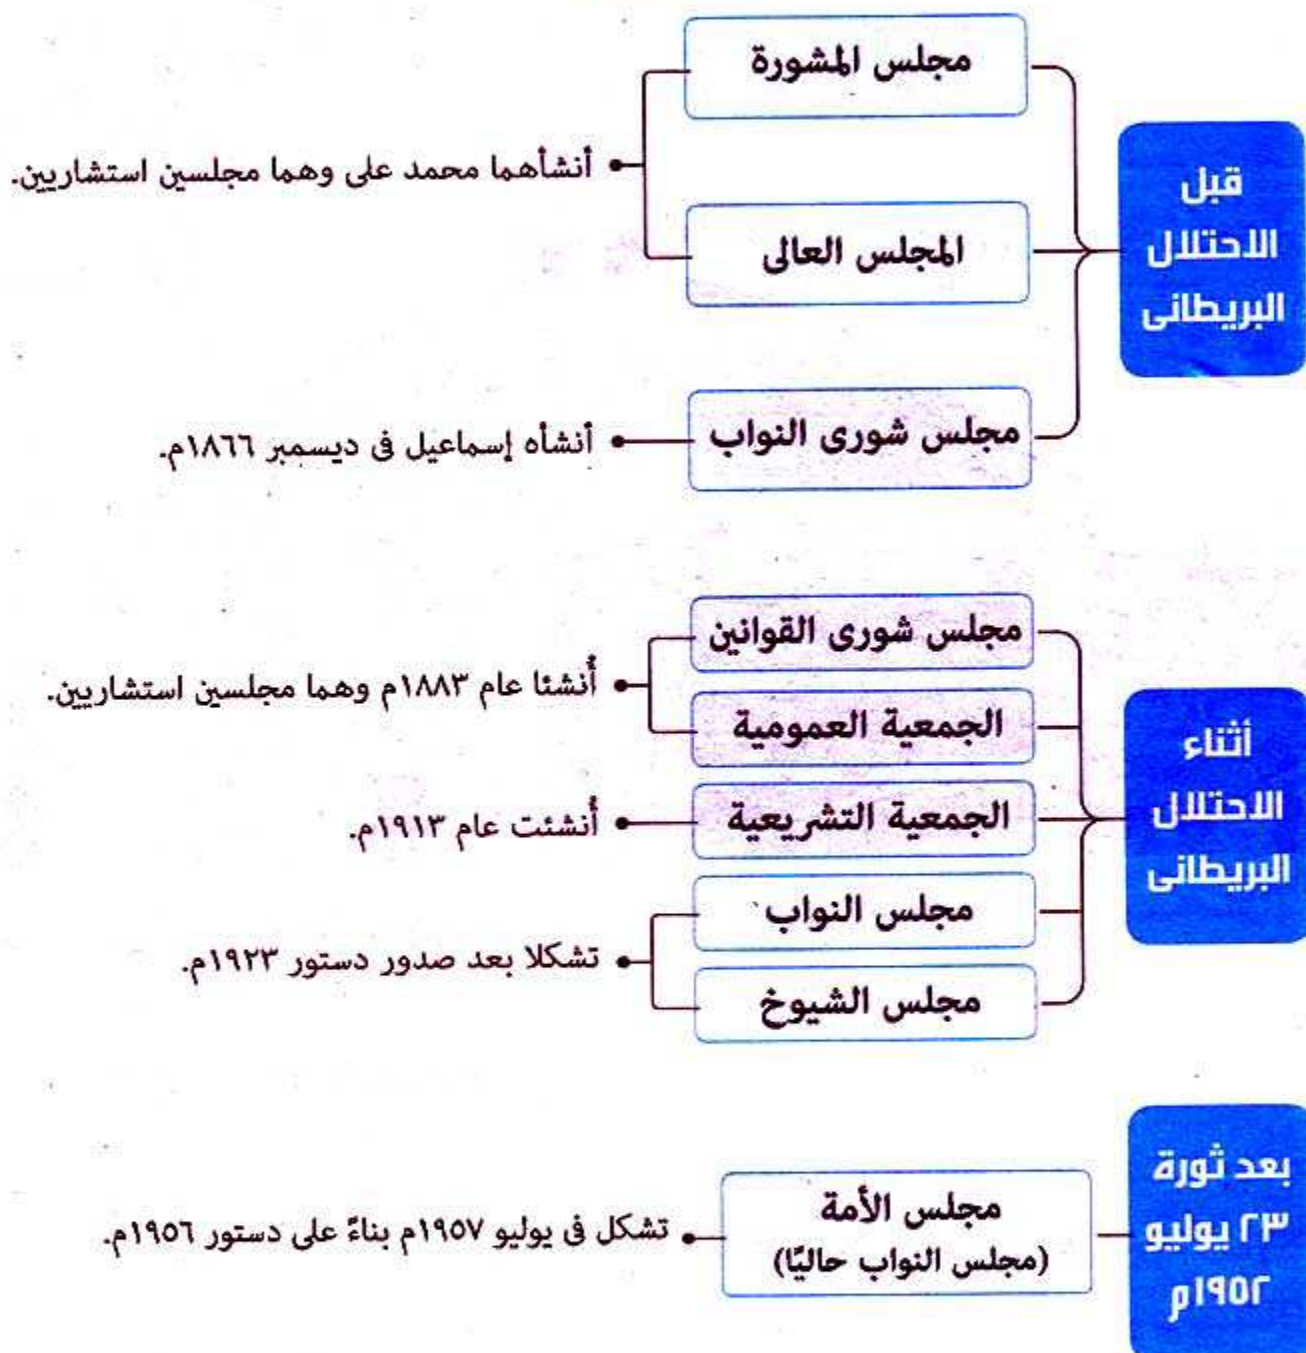 قبل
الاحتلال
البريطانى
مجلس المشورة
المجلس العالى
أنشأهما محمد على وهما مجلسين استشاريين.
مجلس شورى النواب
أنشأه إسماعيل فى ديسمبر ١٨٦٦م.
أثناء
الاحتلال
البريطانى
مجلس شورى القوانين
الجمعية العمومية
أُنشئا عام ١٨٨٣م وهما مجلسين استشاريين.
الجمعية التشريعية
أُنشئت عام ١٩١٣م.
مجلس النواب
مجلس الشيوخ
تشكلا بعد صدور دستور ١٩٢٣م.
بعد ثورة
٢٣ يوليو
١٩٥٢م
مجلس الأمة
(مجلس النواب حاليًا)
تشكل فى يوليو ١٩٥٧م بناءً على دستور ١٩٥٦م.